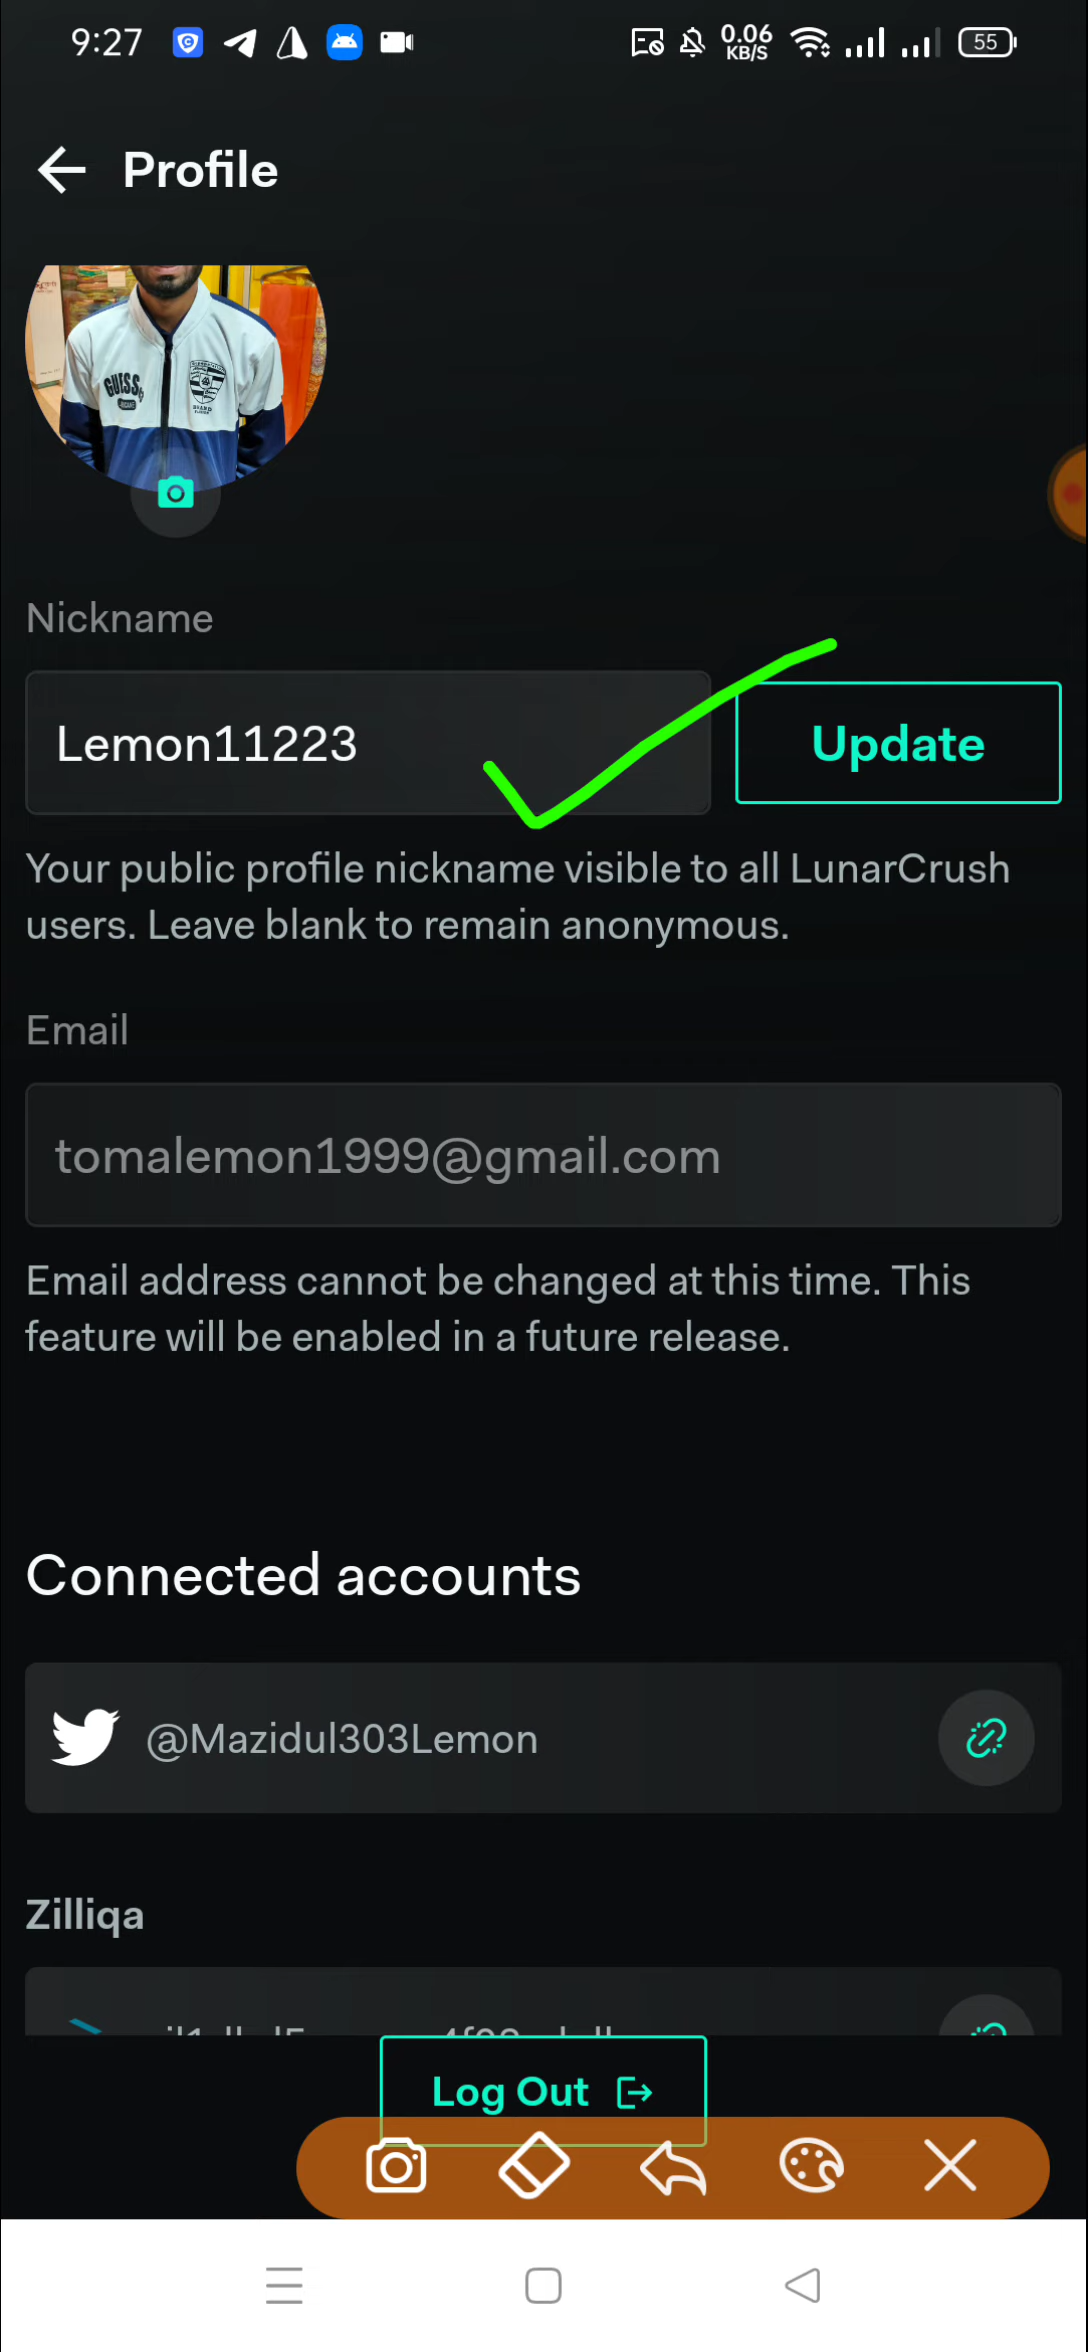 9:27
0.06
KB/S
55
Profile
GUESS
BRAND
Nickname
Lemon11223
Update
Your public profile nickname visible to all LunarCrush
users. Leave blank to remain anonymous.
Email
tomalemon1999@gmail.com
Email address cannot be changed at this time. This
feature will be enabled in a future release.
Connected accounts
@Mazidul303Lemon
Zilliqa
Log Out